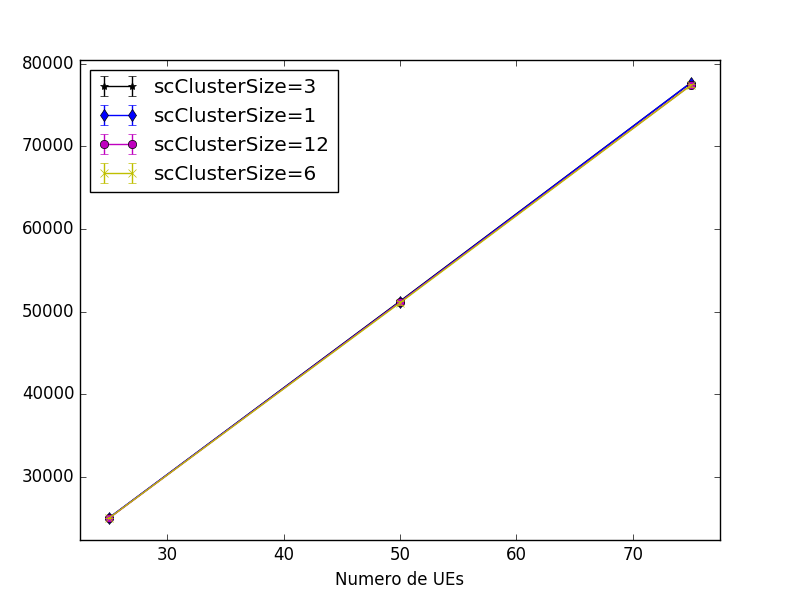 80000
70000
60000
50000
40000
30000
scClusterSize=3
scClusterSize=1
scClusterSize=12
scClusterSize=6
30 40 50 60 70
Numero de UEs